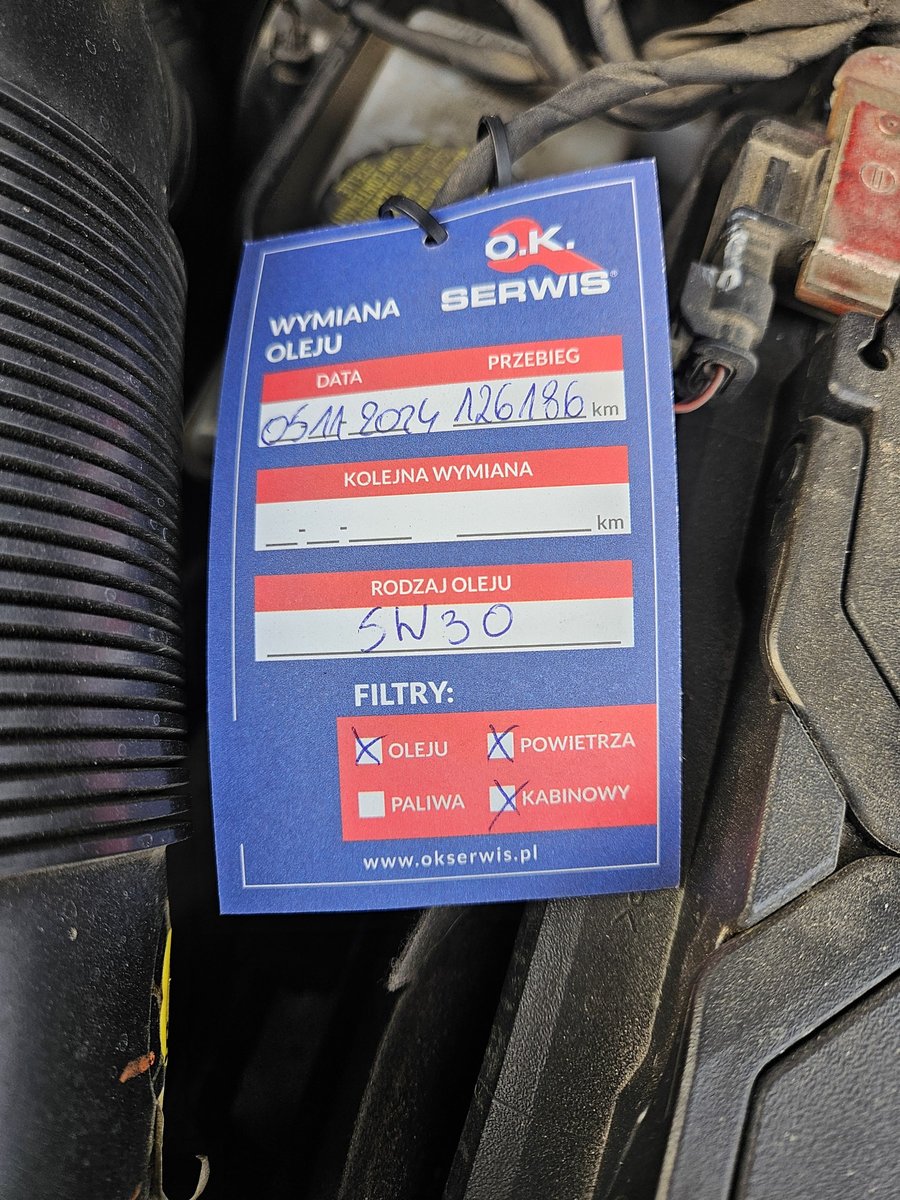 O.K.
SERWIS®
WYMIANA
OLEJU
DATA PRZEBIEG
05 11 2024 126186 km
KOLEJNA WYMIANA
- - km
RODZAJ OLEJU
5W30
FILTRY:
X OLEJU X POWIETRZA
PALIWA X KABINOWY
www.okserwis.pl